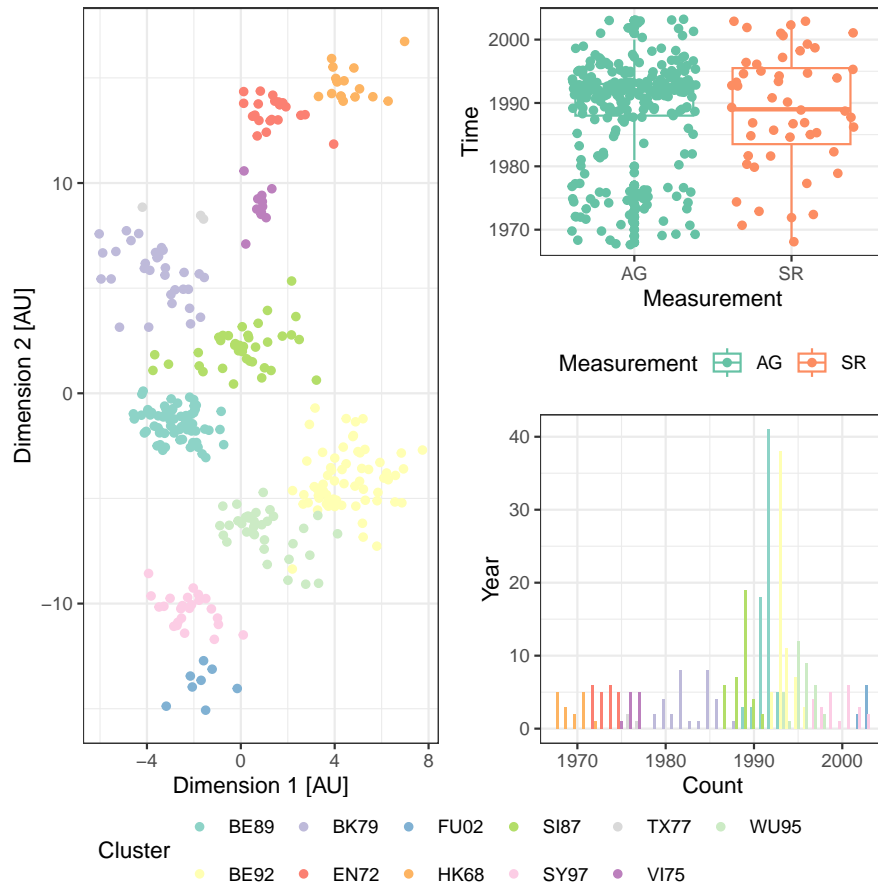 10
0
−10
Dimension 2 [AU]
−4 0 4 8
Dimension 1 [AU]
2000
1990
1980
1970
Time
AG SR
Measurement
Measurement AG SR
40
30
20
10
0
Year
1970 1980 1990 2000
Count
Cluster
BE89 BK79 FU02 SI87 TX77 WU95
BE92 EN72 HK68 SY97 VI75